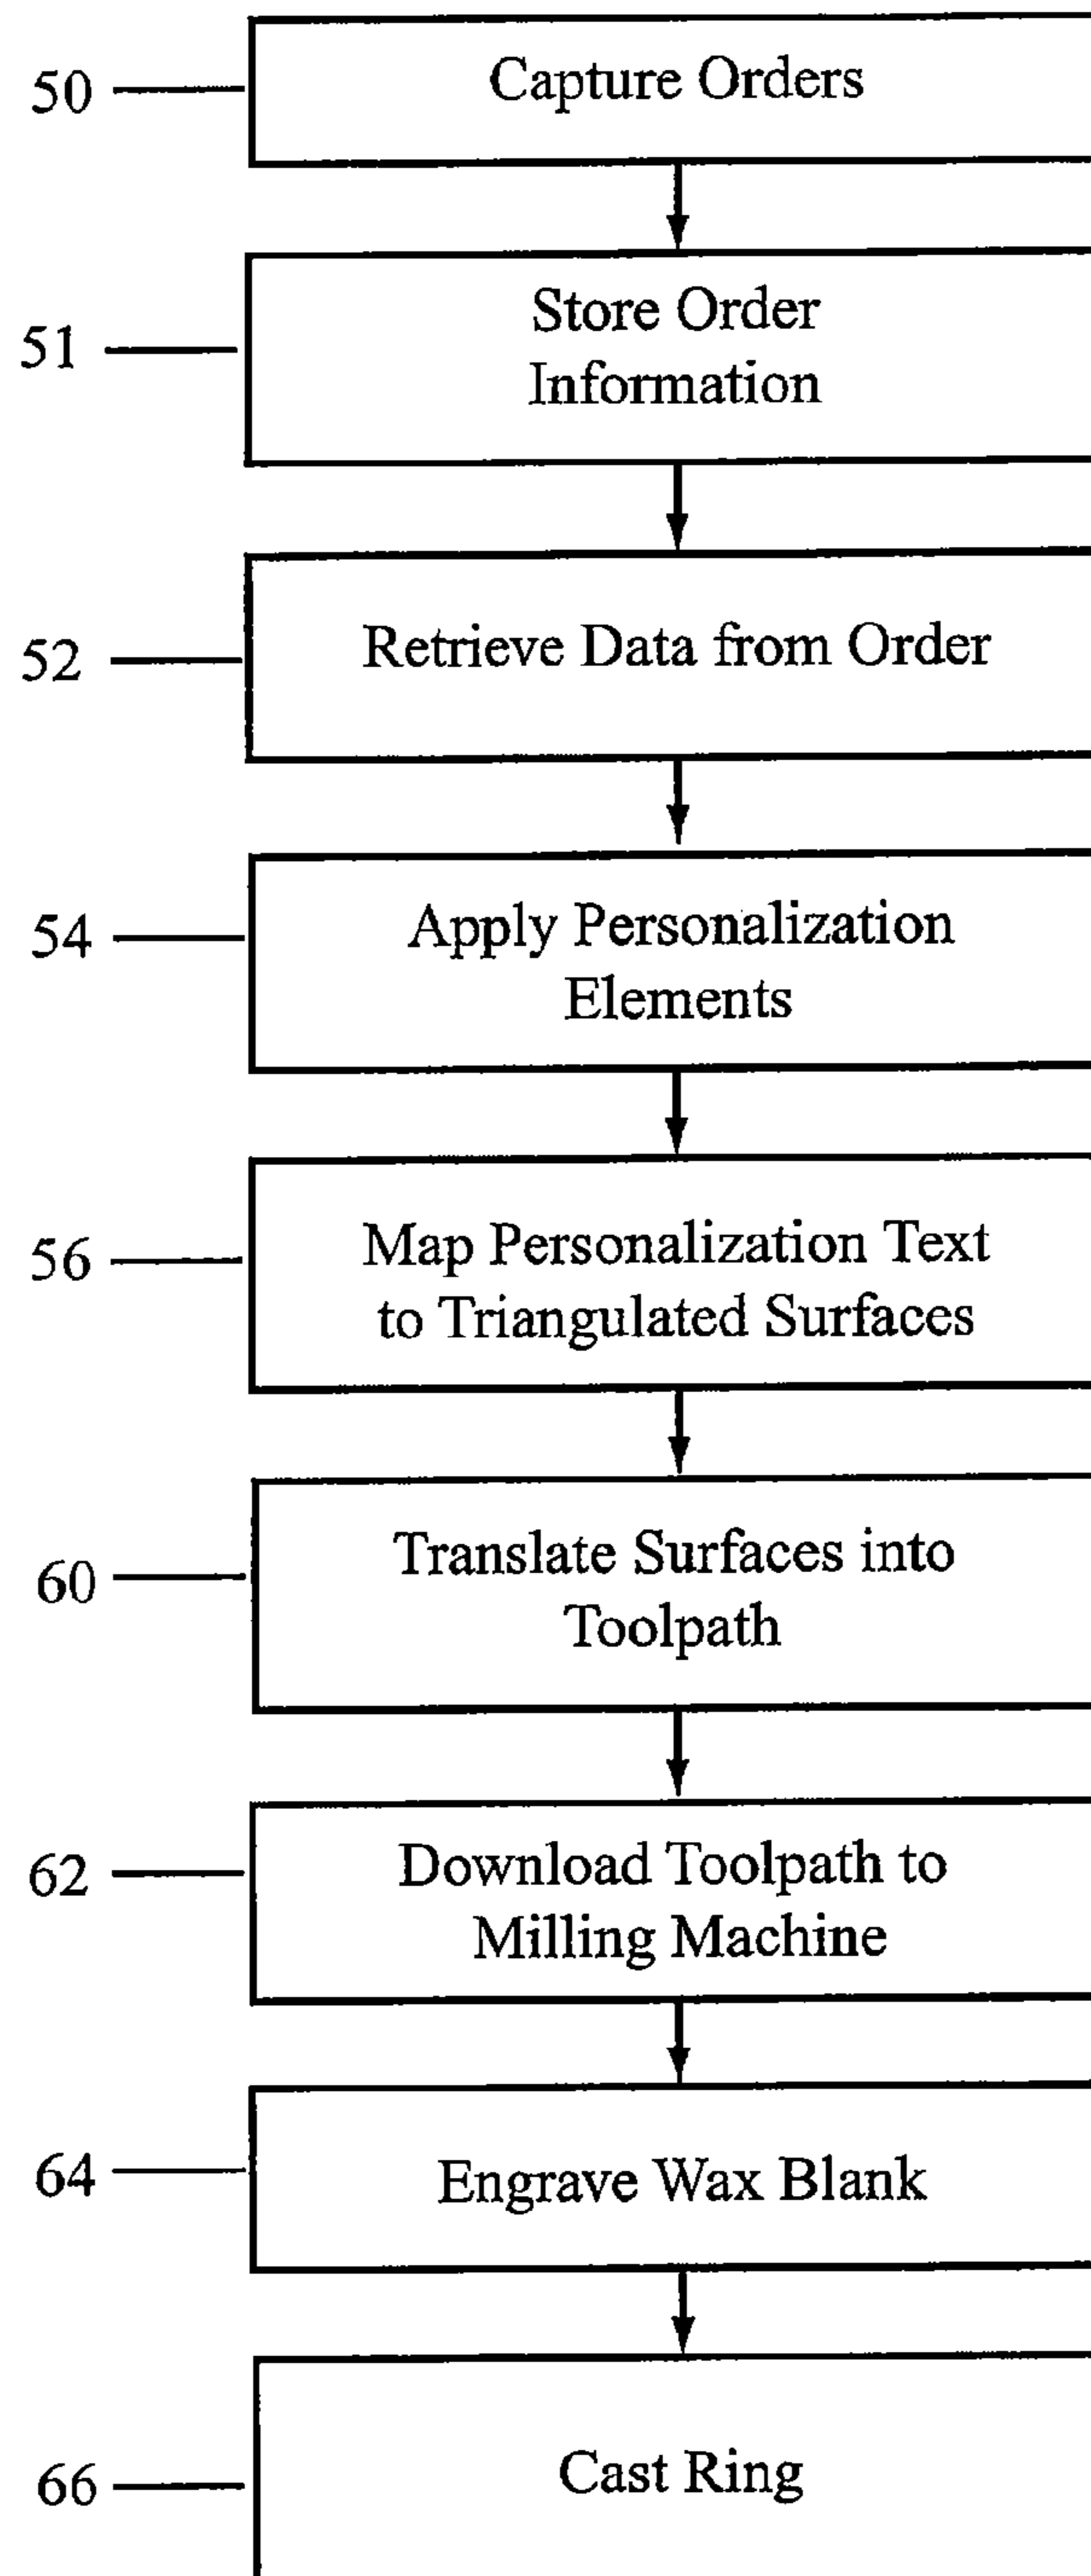 50
Capture Orders
51
Store Order
Information
52
Retrieve Data from Order
54
Apply Personalization
Elements
56
Map Personalization Text
to Triangulated Surfaces
60
Translate Surfaces into
Toolpath
62
Download Toolpath to
Milling Machine
64
Engrave Wax Blank
66
Cast Ring